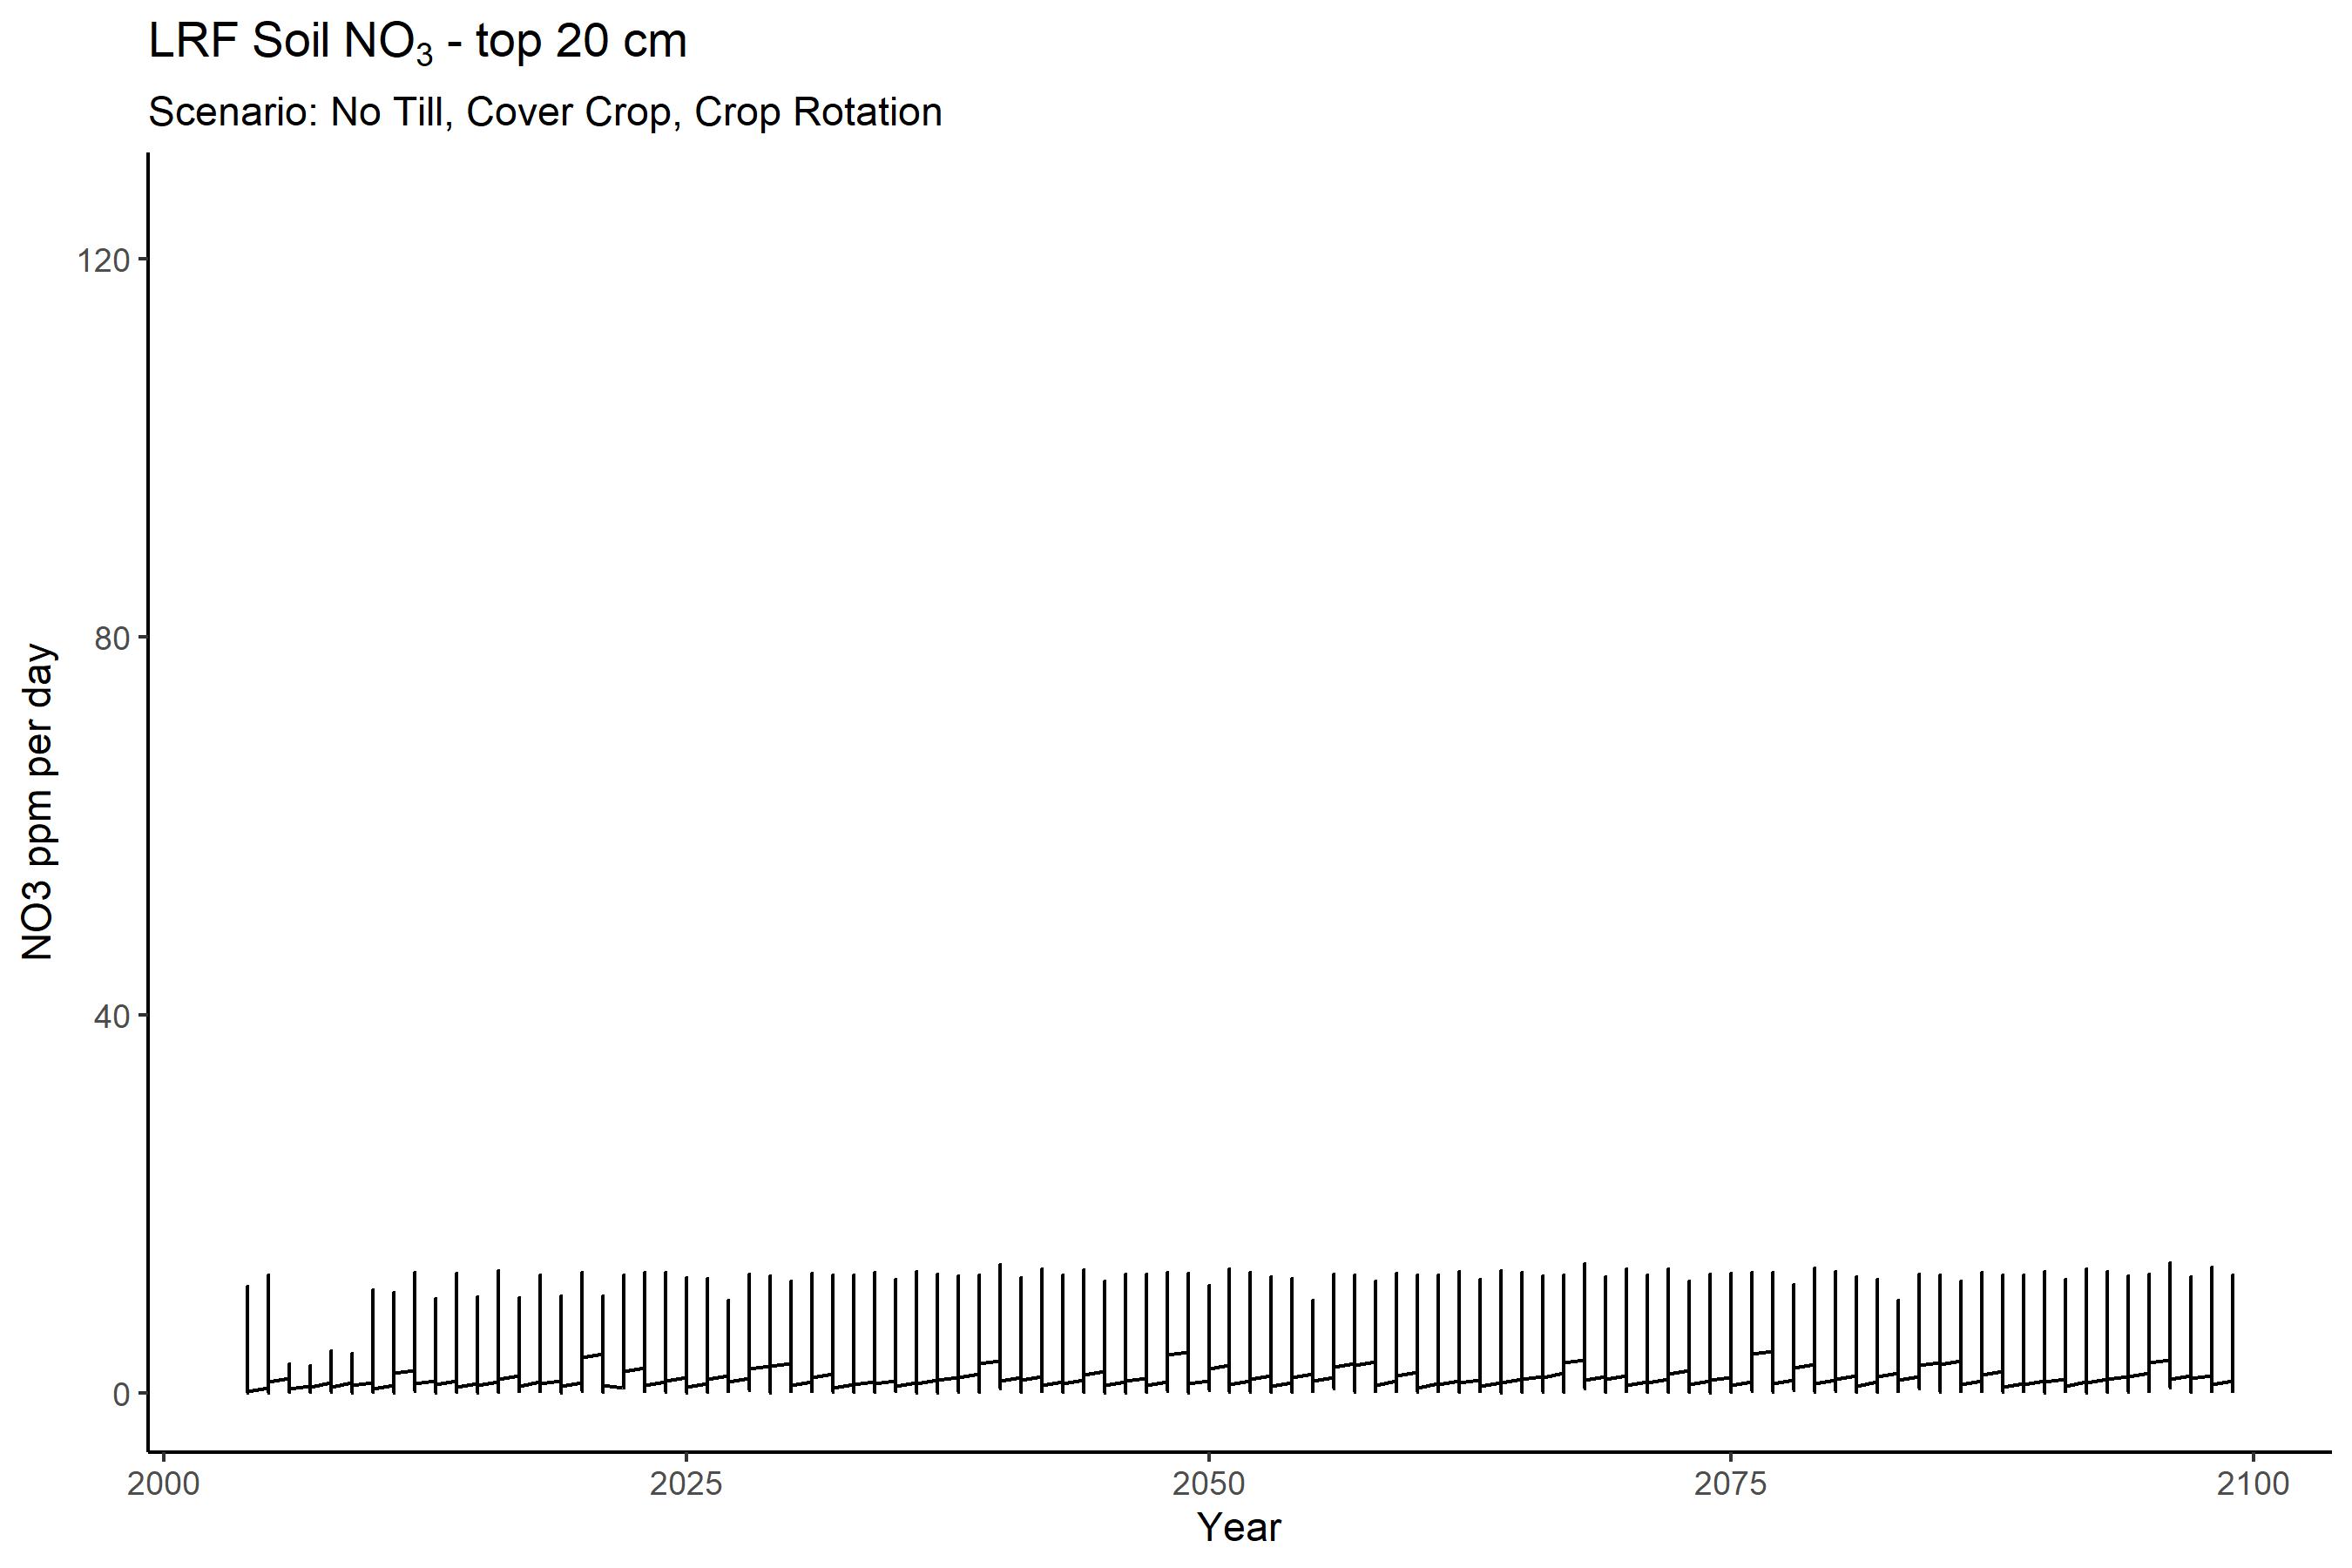 LRF Soil NO₃ - top 20 cm
Scenario: No Till, Cover Crop, Crop Rotation
NO3 ppm per day
120
80
40
0
2000 2025 2050 2075 2100
Year